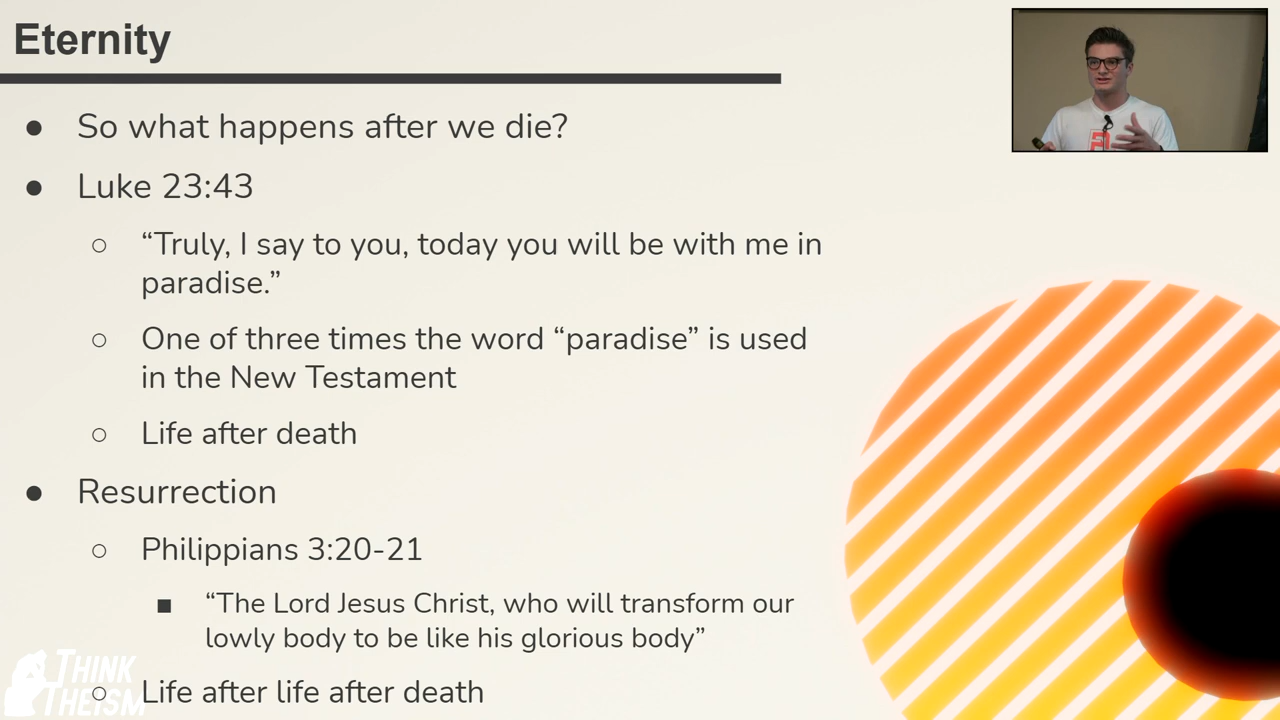 Eternity
● So what happens after we die?
● Luke 23:43
○ “Truly, I say to you, today you will be with me in
paradise.”
○ One of three times the word “paradise” is used
in the New Testament
○ Life after death
● Resurrection
○ Philippians 3:20-21
■ “The Lord Jesus Christ, who will transform our
lowly body to be like his glorious body”
○ Life after life after death
THINK
THEISM